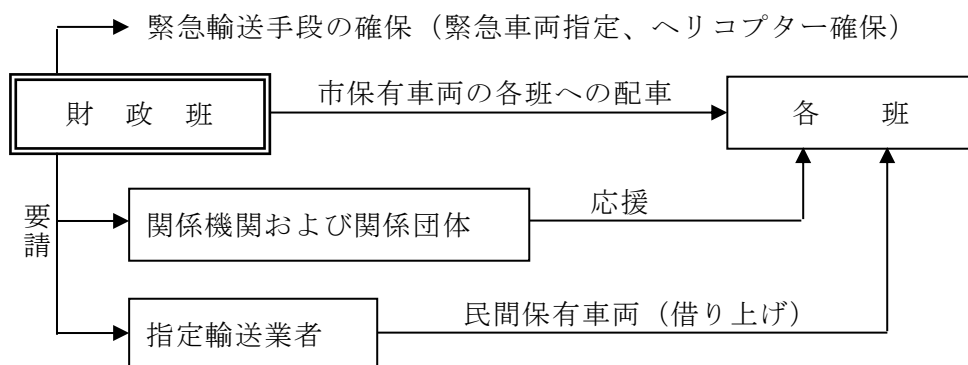 緊急輸送手段の確保（緊急車両指定、ヘリコプター確保）
財政班
市保有車両の各班への配車
各班
要請
関係機関および関係団体
応援
指定輸送業者
民間保有車両（借り上げ）